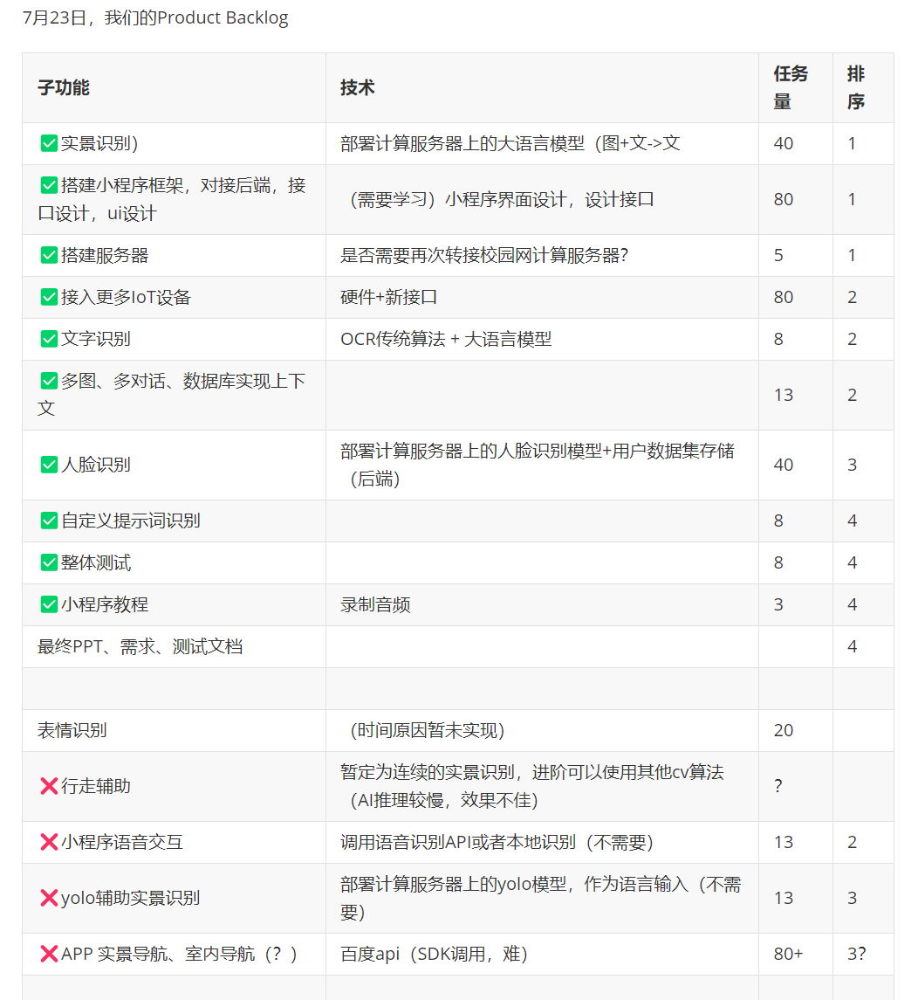 7月23日，我们的Product Backlog
子功能 技术 任务量 排序
✅实景识别） 部署计算服务器上的大语言模型（图+文->文 40 1
✅搭建小程序框架，对接后端，接口设计，ui设计 （需要学习）小程序界面设计，设计接口 80 1
✅搭建服务器 是否需要再次转接校园网计算服务器？ 5 1
✅接入更多IoT设备 硬件+新接口 80 2
✅文字识别 OCR传统算法 + 大语言模型 8 2
✅多图、多对话、数据库实现上下文 13 2
✅人脸识别 部署计算服务器上的人脸识别模型+用户数据集存储（后端） 40 3
✅自定义提示词识别 8 4
✅整体测试 8 4
✅小程序教程 录制音频 3 4
最终PPT、需求、测试文档 4
表情识别 （时间原因暂未实现） 20
❌行走辅助 暂定为连续的实景识别，进阶可以使用其他cv算法（AI推理较慢，效果不佳） ？
❌小程序语音交互 调用语音识别API或者本地识别（不需要） 13 2
❌yolo辅助实景识别 部署计算服务器上的yolo模型，作为语言输入（不需要） 13 3
❌APP 实景导航、室内导航（？） 百度api（SDK调用，难） 80+ 3？